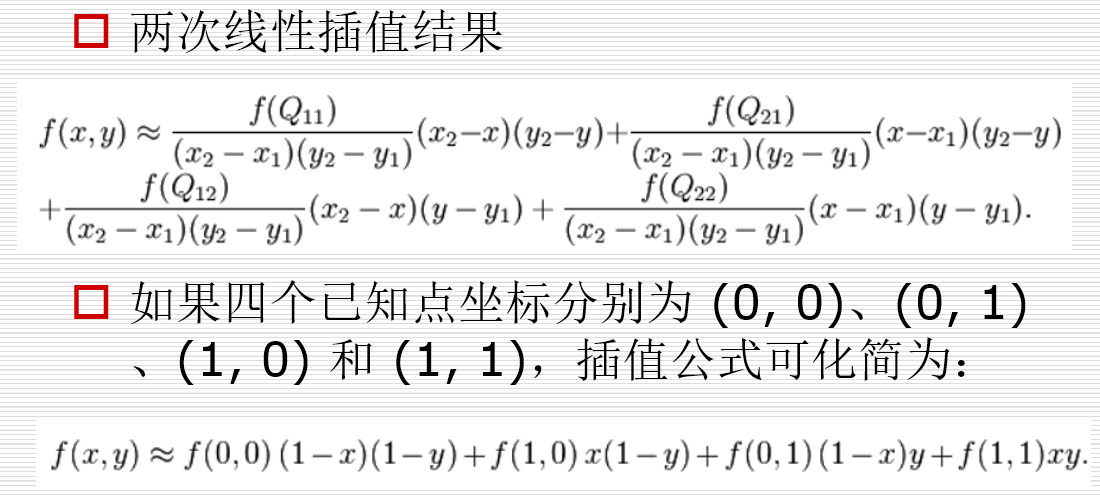 两次线性插值结果
f(x,y) ≈ \frac{f(Q_{11})}{(x_2 − x_1)(y_2 − y_1)}(x_2−x)(y_2−y)+\frac{f(Q_{21})}{(x_2 − x_1)(y_2 − y_1)}(x−x_1)(y_2−y)
+\frac{f(Q_{12})}{(x_2 − x_1)(y_2 − y_1)}(x_2 − x)(y − y_1) + \frac{f(Q_{22})}{(x_2 − x_1)(y_2 − y_1)}(x − x_1)(y − y_1).
如果四个已知点坐标分别为 (0, 0)、(0, 1)
、(1, 0) 和 (1, 1)，插值公式可化简为：
f(x,y) ≈ f(0,0) (1−x)(1−y)+f(1,0) x(1−y)+f(0,1) (1−x)y+f(1,1)xy.